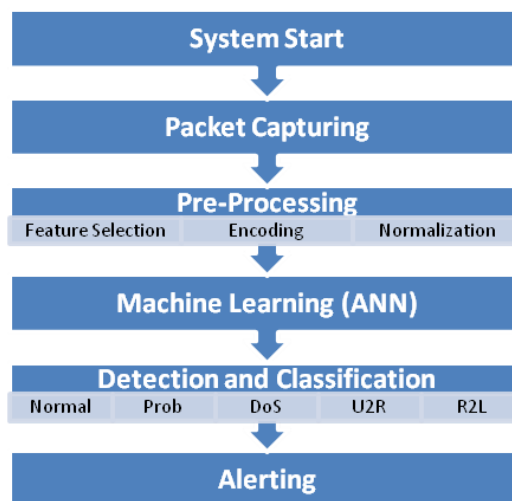 System Start
Packet Capturing
Pre-Processing
Feature Selection Encoding Normalization
Machine Learning (ANN)
Detection and Classification
Normal Prob DoS U2R R2L
Alerting